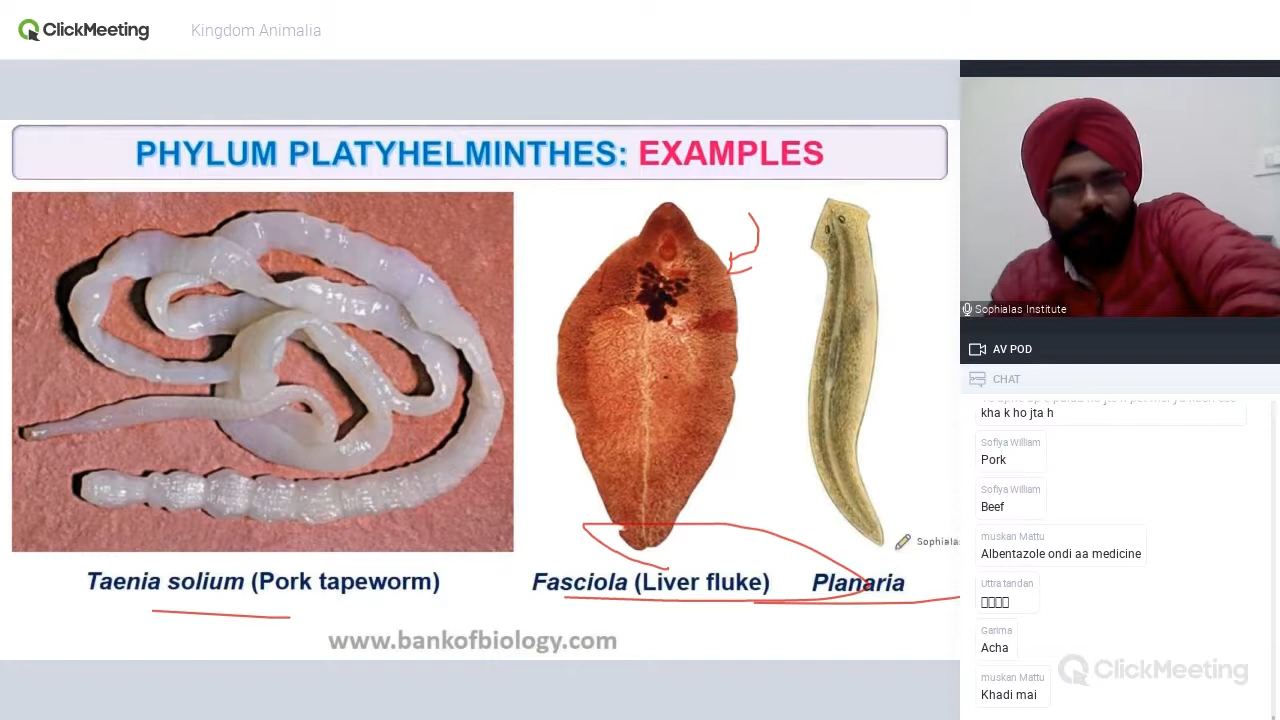 ClickMeeting
Kingdom Animalia
PHYLUM PLATYHELMINTHES: EXAMPLES
Taenia solium (Pork tapeworm)
Fasciola (Liver fluke)
Planaria
Sophialas
www.bankofbiology.com
Sophialas Institute
AV POD
CHAT
kha k ho jta h
Sofiya William
Pork
Sofiya William
Beef
muskan Mattu
Albentazole ondi aa medicine
Uttra tandan
Garima
Acha
muskan Mattu
Khadi mai
ClickMeeting